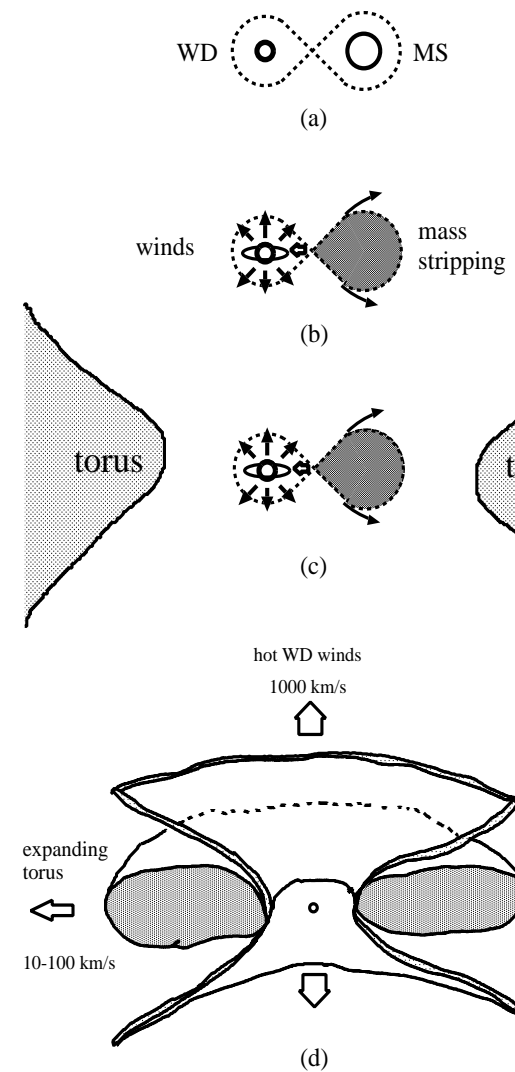 WD
MS
(a)
winds
mass
stripping
(b)
torus
t
(c)
hot WD winds
1000 km/s
expanding
torus
10-100 km/s
(d)